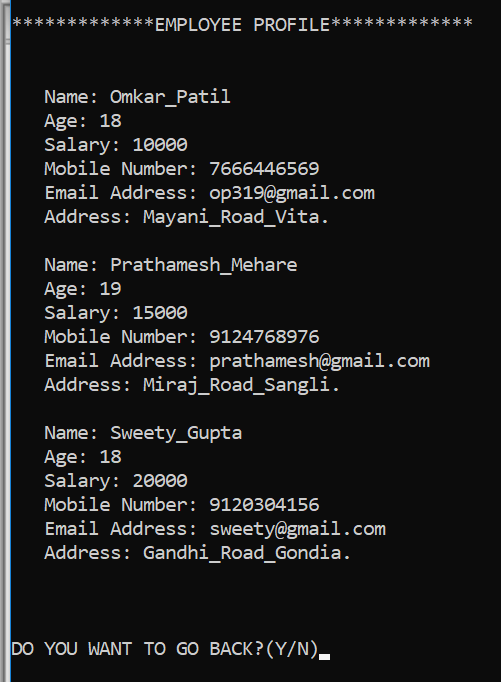 *************EMPLOYEE PROFILE*************
Name: Omkar_Patil
Age: 18
Salary: 10000
Mobile Number: 7666446569
Email Address: op319@gmail.com
Address: Mayani_Road_Vita.
Name: Prathamesh_Mehare
Age: 19
Salary: 15000
Mobile Number: 9124768976
Email Address: prathamesh@gmail.com
Address: Miraj_Road_Sangli.
Name: Sweety_Gupta
Age: 18
Salary: 20000
Mobile Number: 9120304156
Email Address: sweety@gmail.com
Address: Gandhi_Road_Gondia.
DO YOU WANT TO GO BACK?(Y/N)